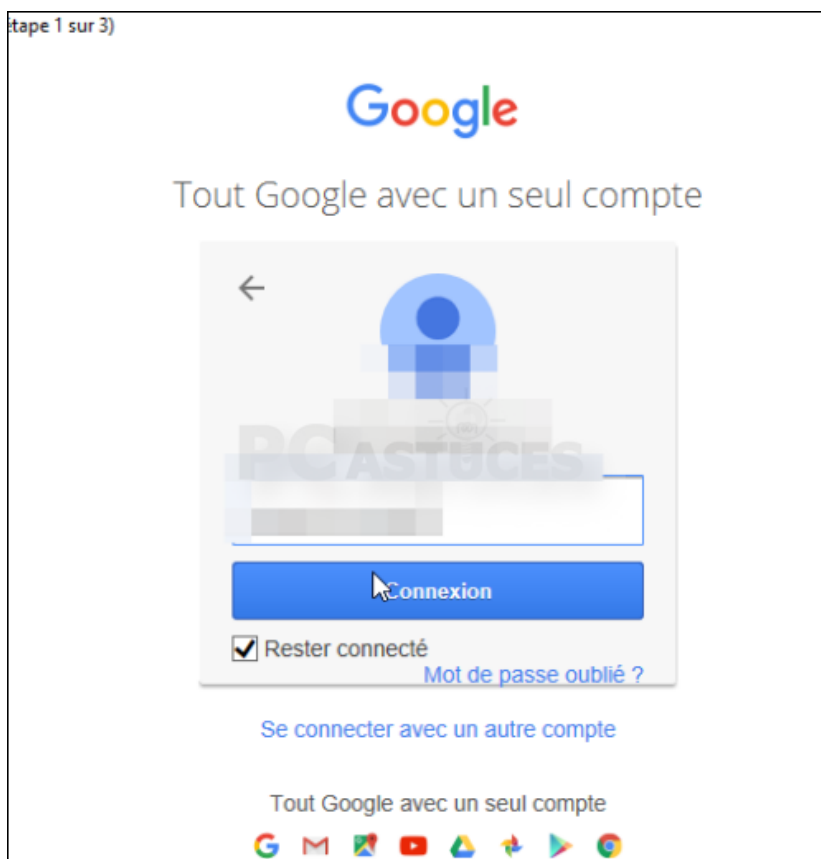 étape 1 sur 3)
Google
Tout Google avec un seul compte
PC ASTUCES
Connexion
Rester connecté
Mot de passe oublié ?
Se connecter avec un autre compte
Tout Google avec un seul compte